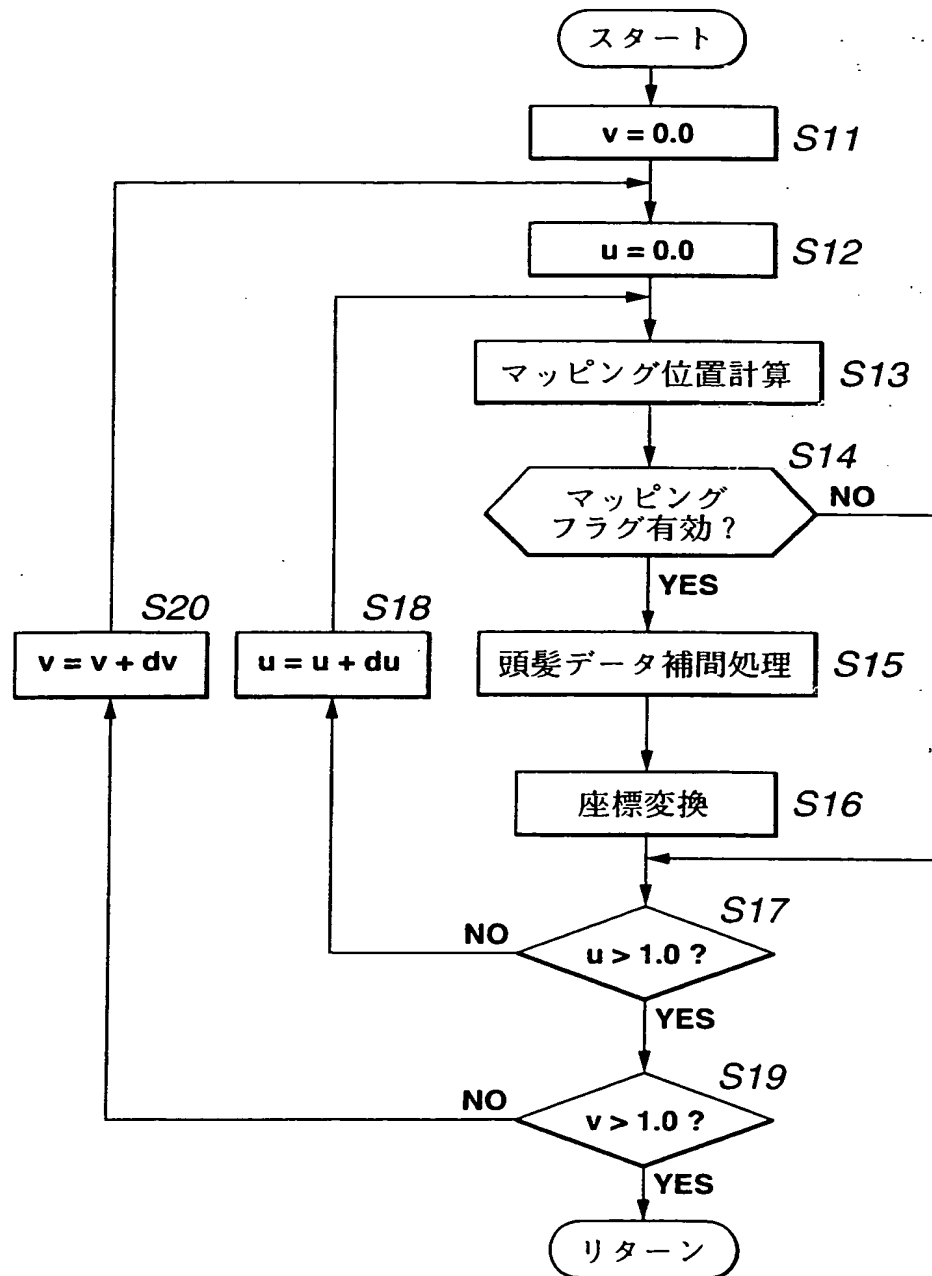 スタート
v = 0.0
S11
u = 0.0
S12
マッピング位置計算
S13
S14
マッピング
フラグ有効?
NO
YES
S20
v = v + dv
S18
u = u + du
頭髪データ補間処理
S15
座標変換
S16
S17
NO
u > 1.0 ?
YES
S19
NO
v > 1.0 ?
YES
リターン